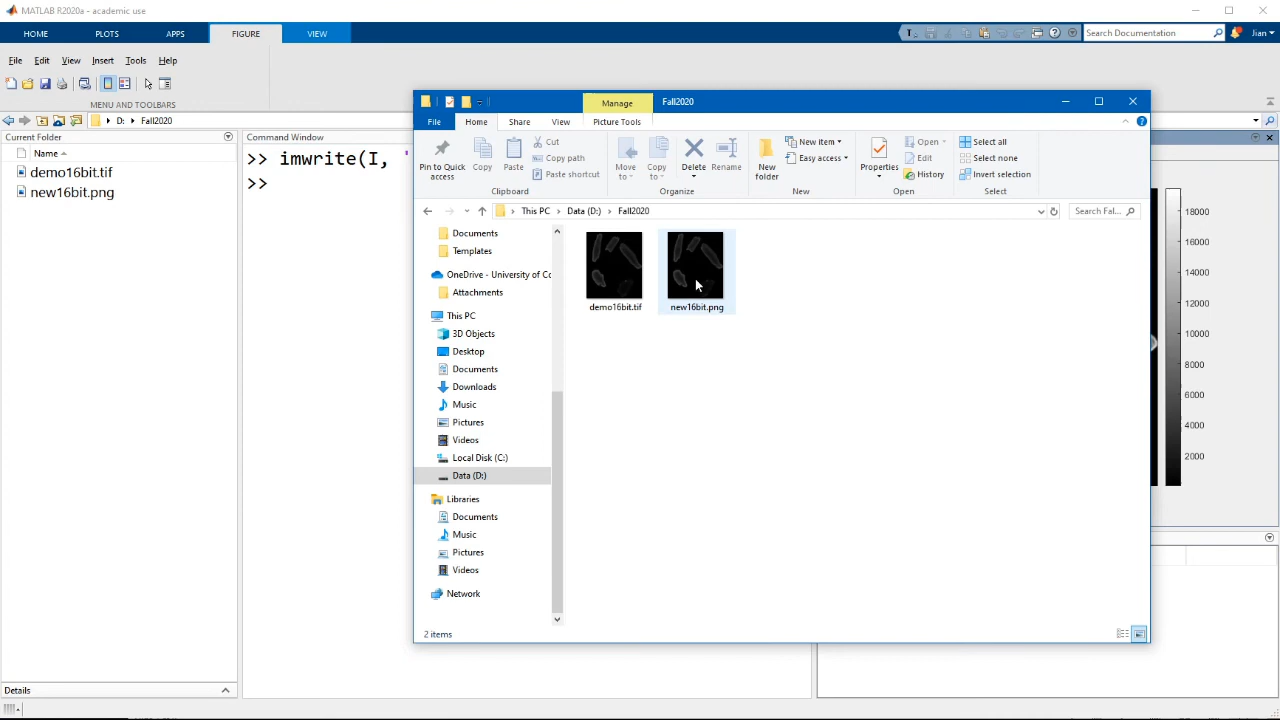 MATLAB R2020a - academic use
HOME PLOTS APPS FIGURE VIEW
Search Documentation Jian
File Edit View Insert Tools Help
MENU AND TOOLBARS
D: Fall2020
Current Folder
Name
demo16bit.tif
new16bit.png
Details
Command Window
>> imwrite(I, '
>>
Manage Fall2020
File Home Share View Picture Tools
Pin to Quick access
Copy
Paste
Cut
Copy path
Paste shortcut
Clipboard
Move to
Copy to
Delete
Rename
Organize
New folder
New item
Easy access
New
Properties
Open
Edit
History
Open
Select all
Select none
Invert selection
Select
This PC Data (D:) Fall2020
Search Fal...
Documents
Templates
OneDrive - University of Co
Attachments
This PC
3D Objects
Desktop
Documents
Downloads
Music
Pictures
Videos
Local Disk (C:)
Data (D:)
Libraries
Documents
Music
Pictures
Videos
Network
demo16bit.tif
new16bit.png
2 items
18000
16000
14000
12000
10000
8000
6000
4000
2000